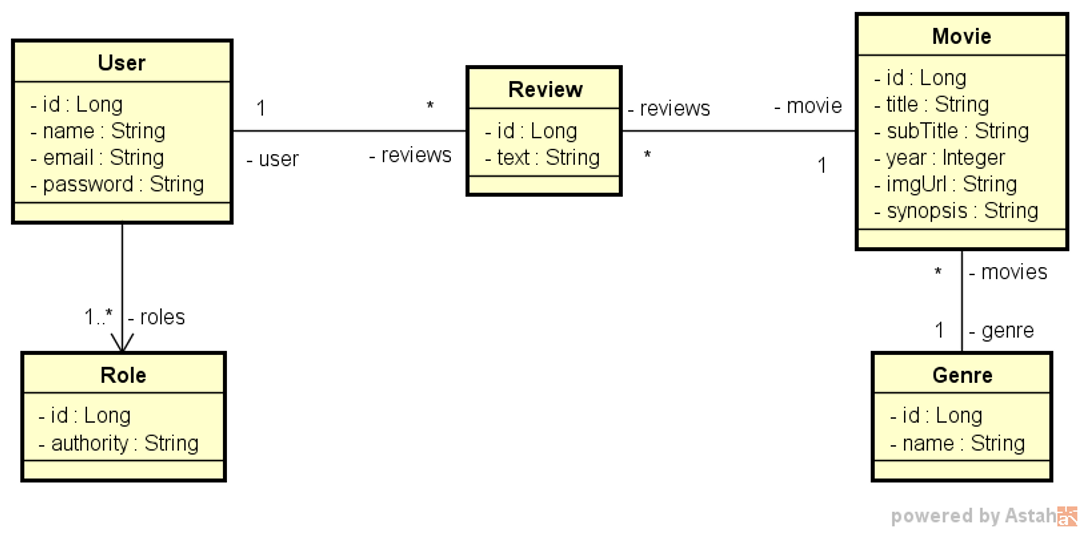 User
- id : Long
- name : String
- email : String
- password : String
1
- user
*
- reviews
Review
- id : Long
- text : String
- reviews
*
- movie
1
Movie
- id : Long
- title : String
- subTitle : String
- year : Integer
- imgUrl : String
- synopsis : String
* - movies
1 - genre
1..* - roles
Role
- id : Long
- authority : String
Genre
- id : Long
- name : String
powered by Astah